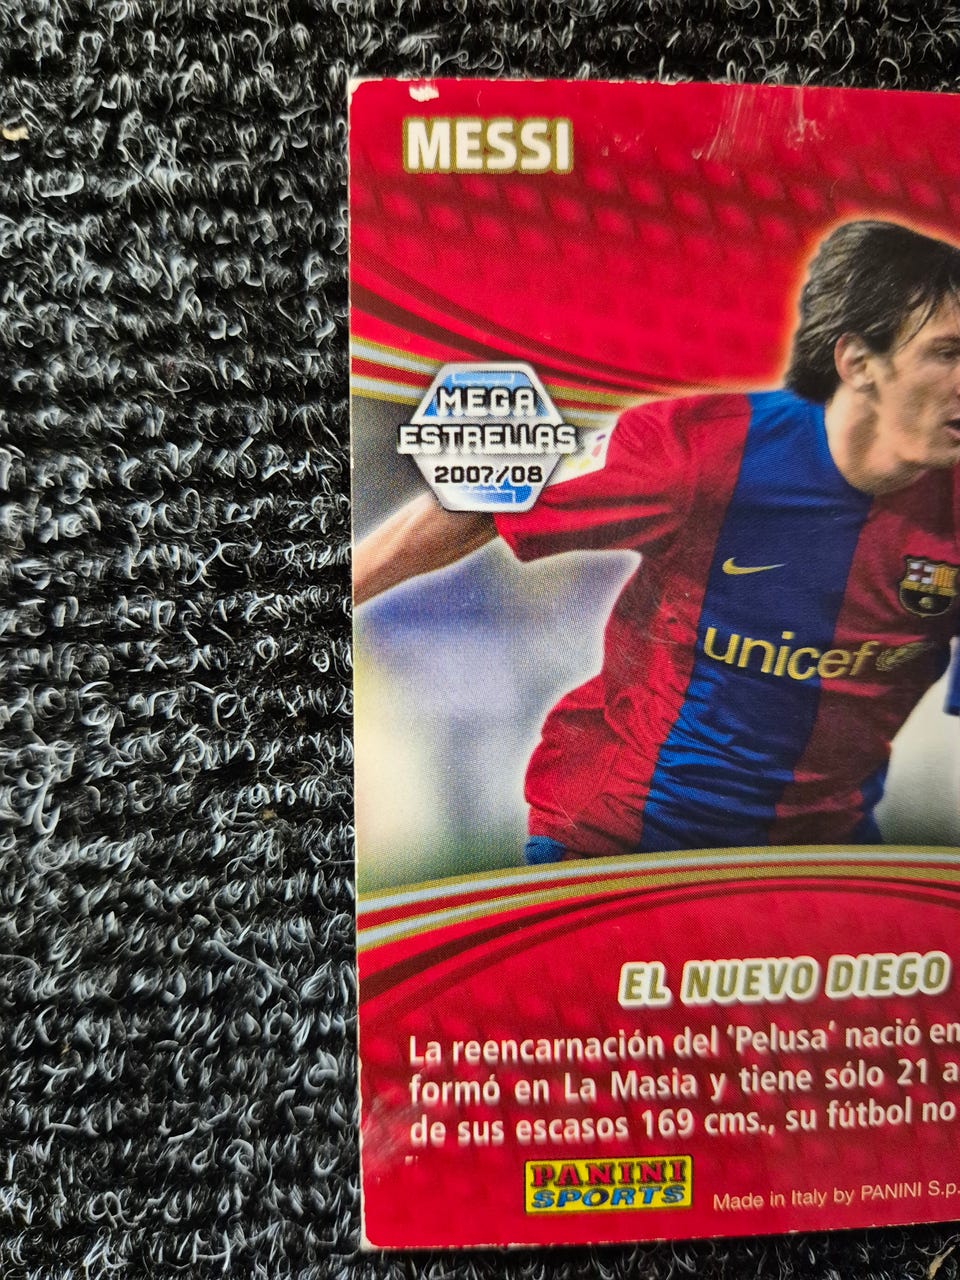 MESSI
MEGA
ESTRELLAS
2007/08
unicef
EL NUEVO DIEGO
La reencarnación del ‘Pelusa‘ nació en
formó en La Masia y tiene sólo 21 a
de sus escasos 169 cms., su fútbol no
PANINI
SPORTS
Made in Italy by PANINI S.p.